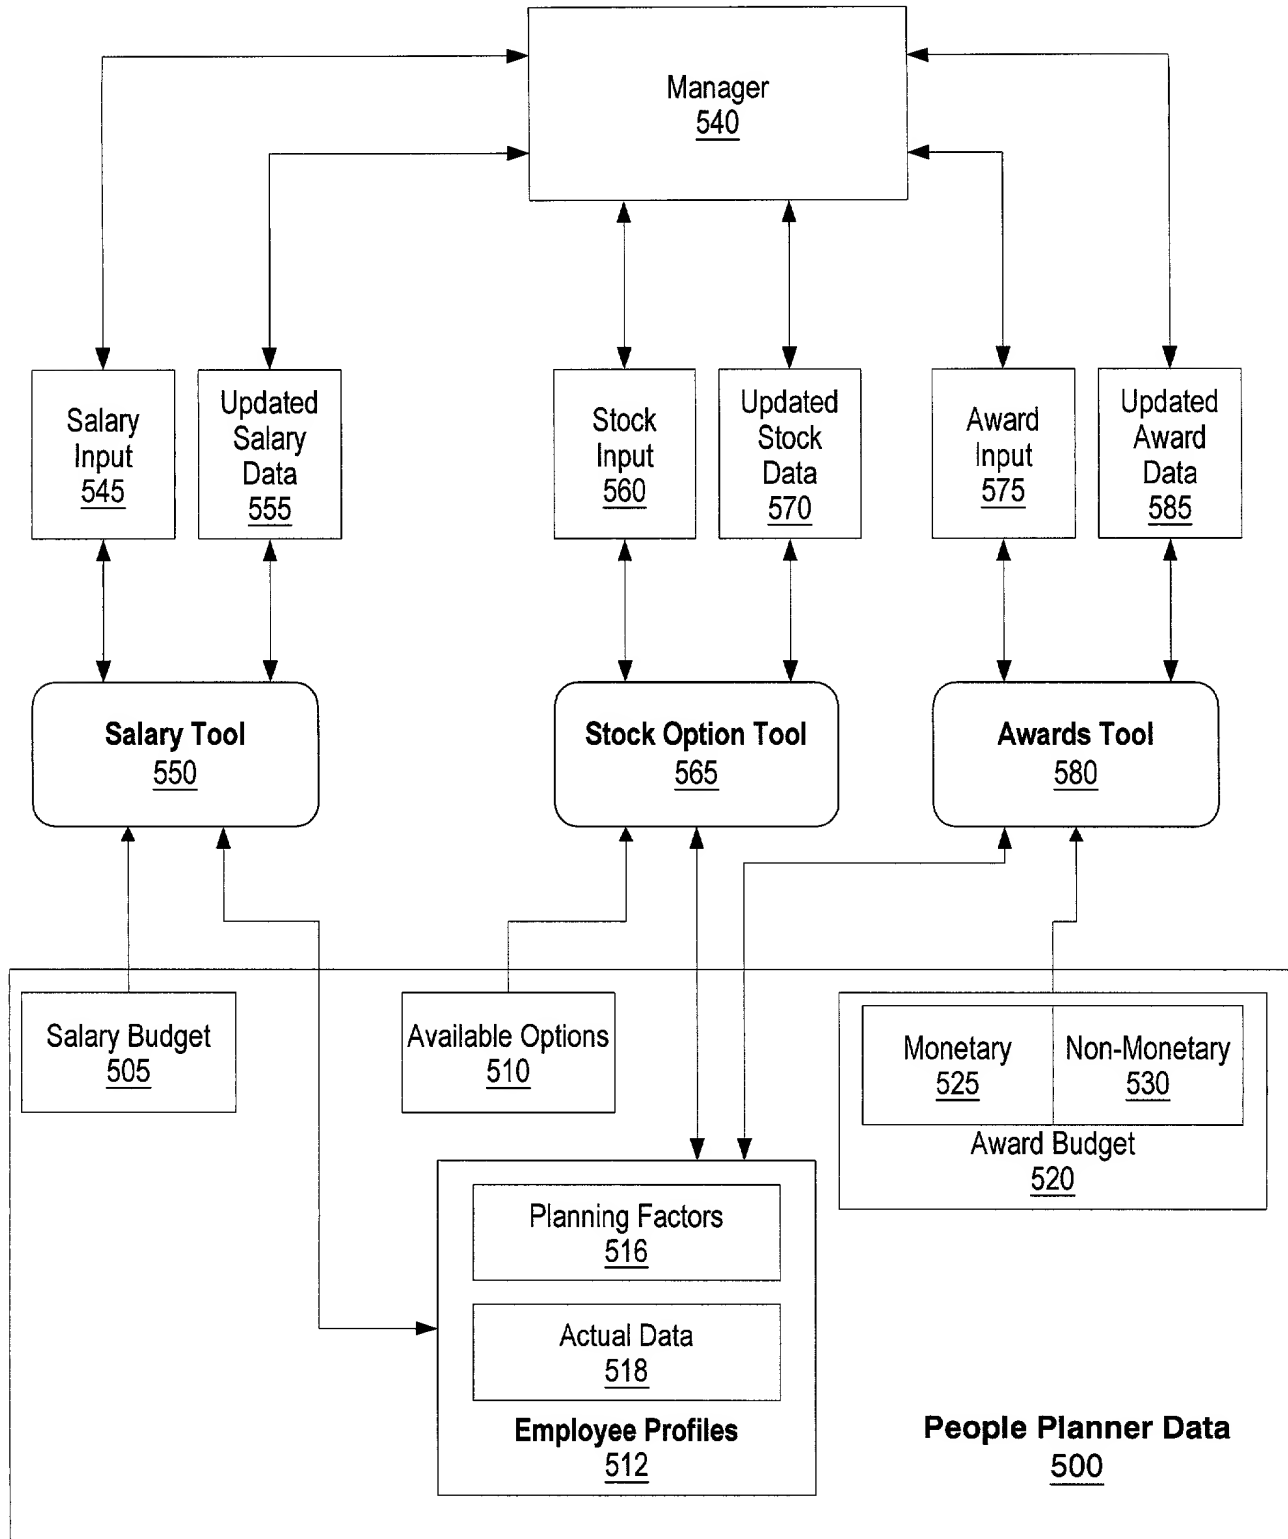 Manager
540
Salary
Input
545
Updated
Salary
Data
555
Stock
Input
560
Updated
Stock
Data
570
Award
Input
575
Updated
Award
Data
585
Salary Tool
550
Stock Option Tool
565
Awards Tool
580
Salary Budget
505
Available Options
510
Monetary
525
Non-Monetary
530
Award Budget
520
Planning Factors
516
Actual Data
518
Employee Profiles
512
People Planner Data
500